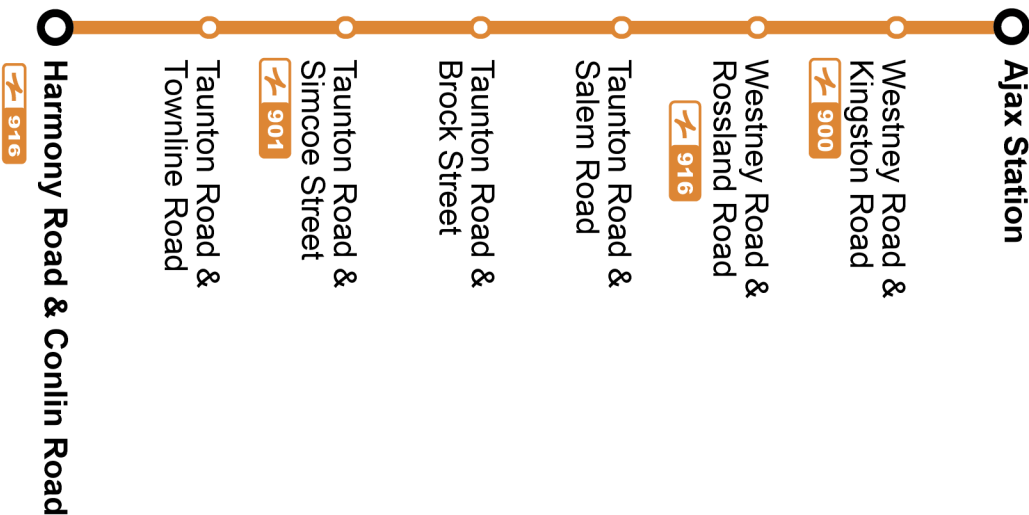 Harmony Road & Conlin Road
916
Taunton Road &
Townline Road
Taunton Road &
Simcoe Street
901
Taunton Road &
Brock Street
Taunton Road &
Salem Road
Westney Road &
Rossland Road
916
Westney Road &
Kingston Road
900
Ajax Station